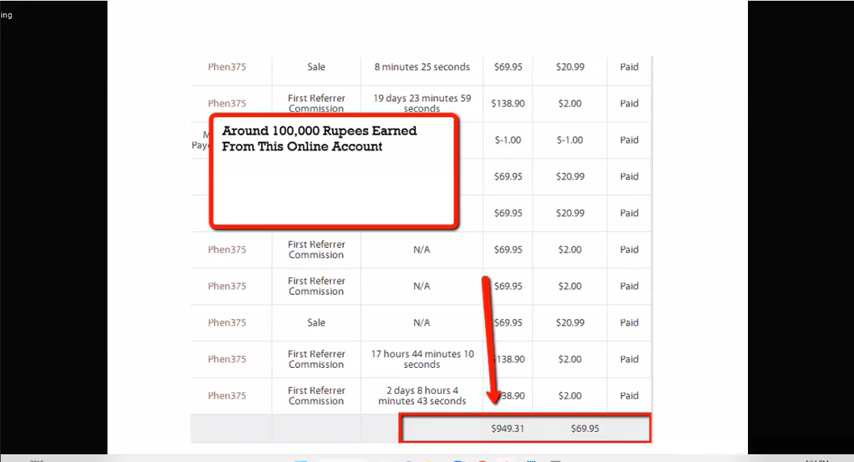 ing
Phen375 Sale 8 minutes 25 seconds $69.95 $20.99 Paid
Phen375 First Referrer Commission 19 days 23 minutes 59 seconds $138.90 $2.00 Paid
Around 100,000 Rupees Earned
From This Online Account
$-1.00 $-1.00 Paid
$69.95 $20.99 Paid
$69.95 $20.99 Paid
Phen375 First Referrer Commission N/A $69.95 $2.00 Paid
Phen375 First Referrer Commission N/A $69.95 $2.00 Paid
Phen375 Sale N/A $69.95 $20.99 Paid
Phen375 First Referrer Commission 17 hours 44 minutes 10 seconds 138.90 $2.00 Paid
Phen375 First Referrer Commission 2 days 8 hours 4 minutes 43 seconds 38.90 $2.00 Paid
$949.31 $69.95